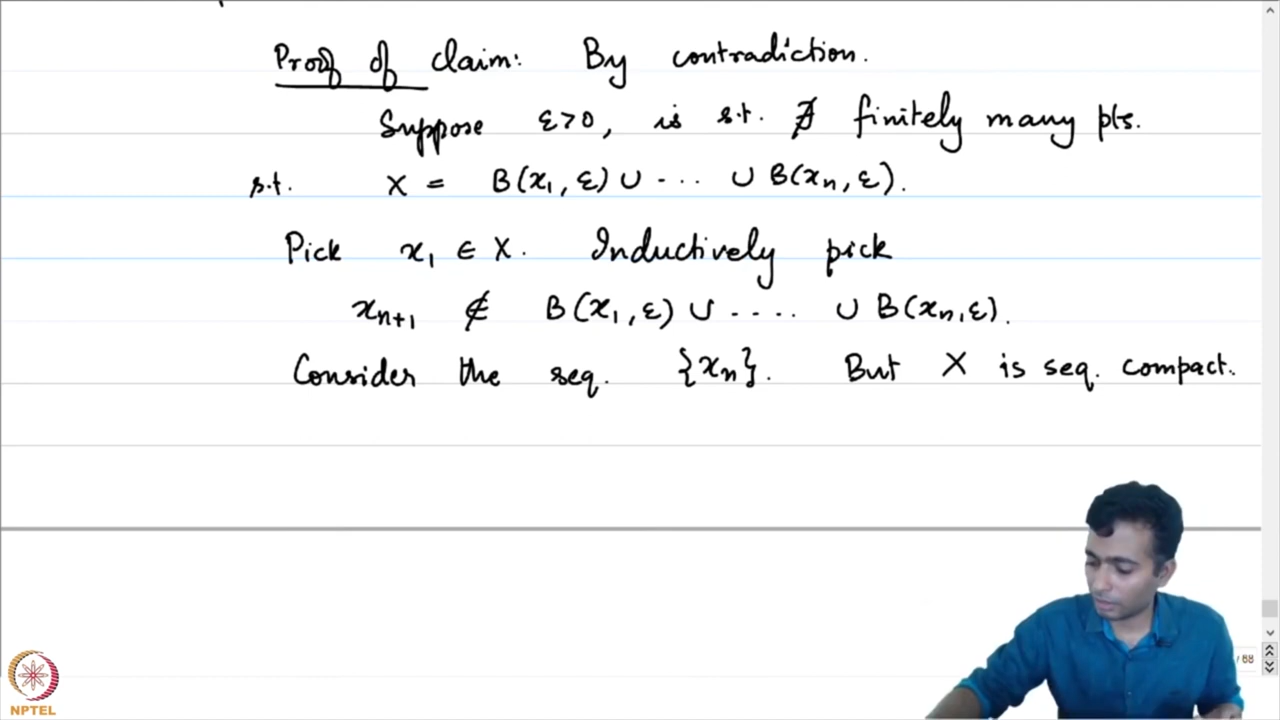 Proof of claim: By contradiction.
Suppose ε>0, is s.t. ∄ finitely many pts.
s.t. X = B(x₁, ε) ∪ - . . . ∪ B(xₙ, ε).
Pick x₁ ∈ X. Inductively pick
xₙ₊₁ ∉ B(x₁, ε) ∪ - . . . . ∪ B(xₙ, ε).
Consider the seq. {xₙ}. But X is seq. compact.
/ 68
NPTEL